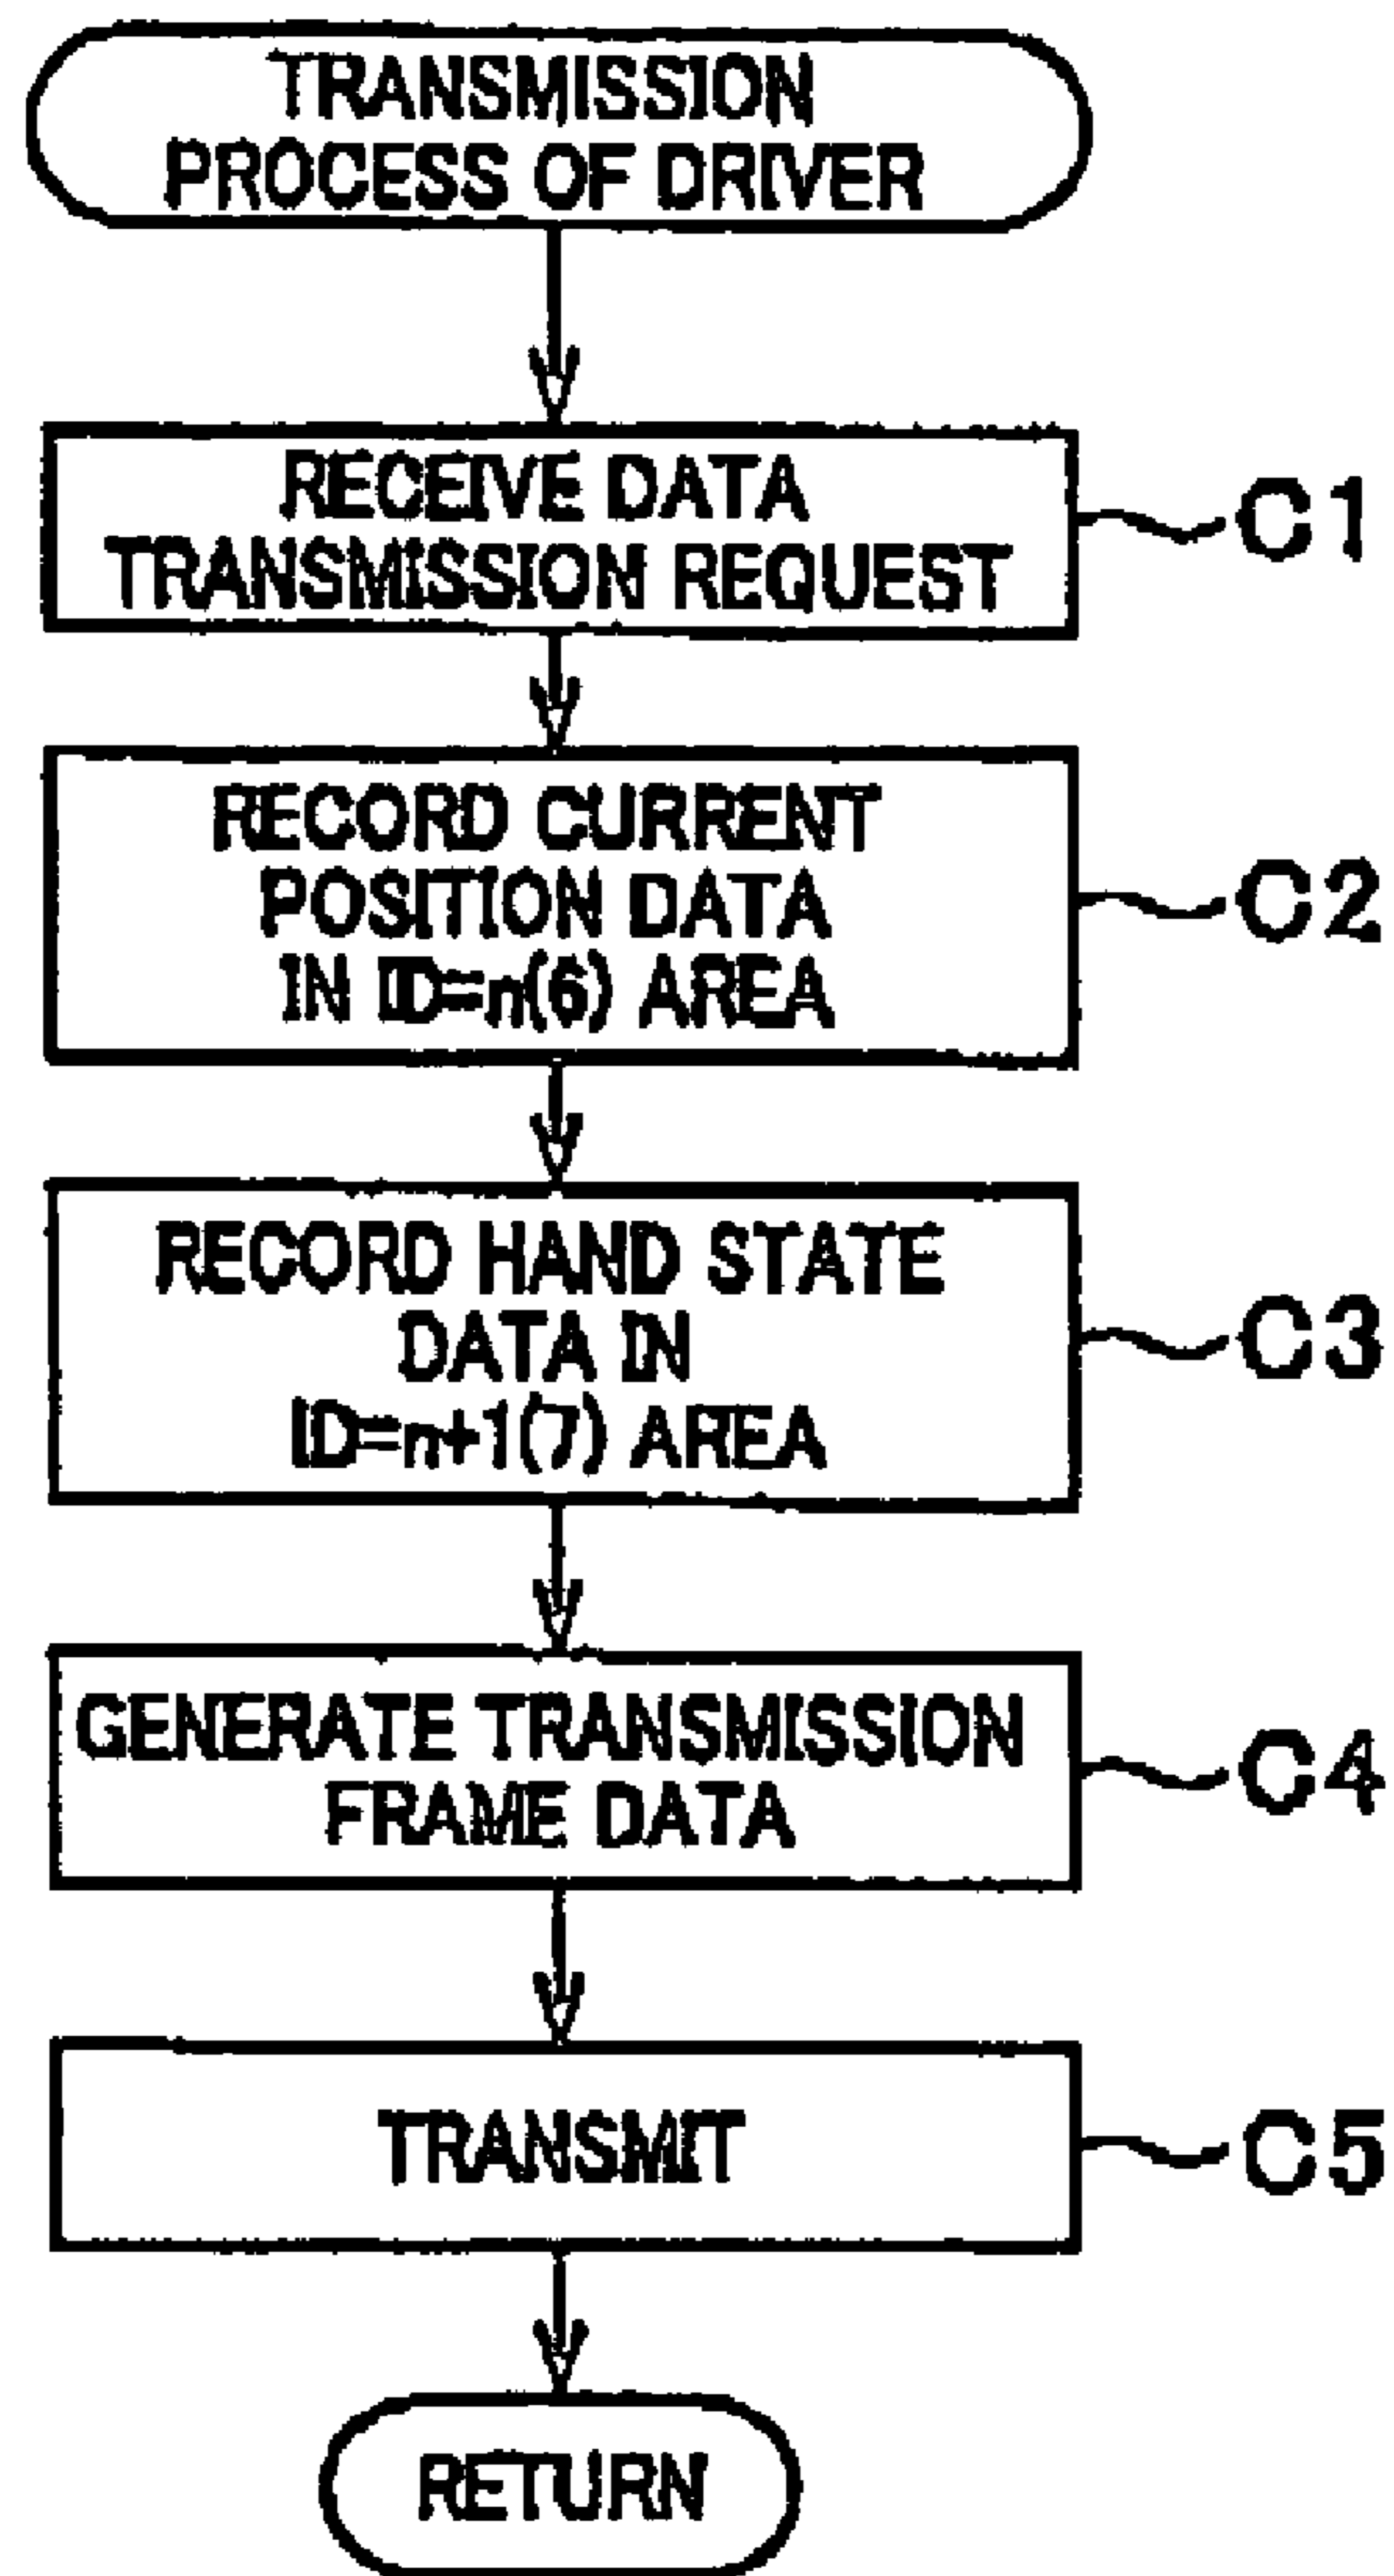 TRANSMISSION
PROCESS OF DRIVER
RECEIVE DATA
TRANSMISSION REQUEST
C1
RECORD CURRENT
POSITION DATA
IN ID=n(6) AREA
C2
RECORD HAND STATE
DATA IN
ID=n+1(7) AREA
C3
GENERATE TRANSMISSION
FRAME DATA
C4
TRANSMIT
C5
RETURN